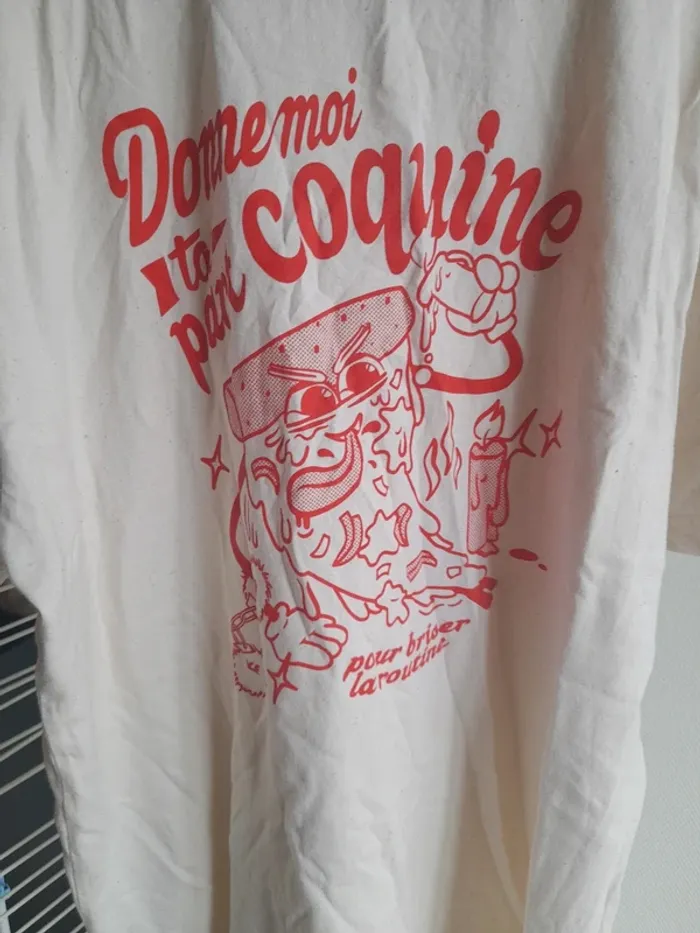 Donne moi
ta
part
coquine
pour briser
la routine